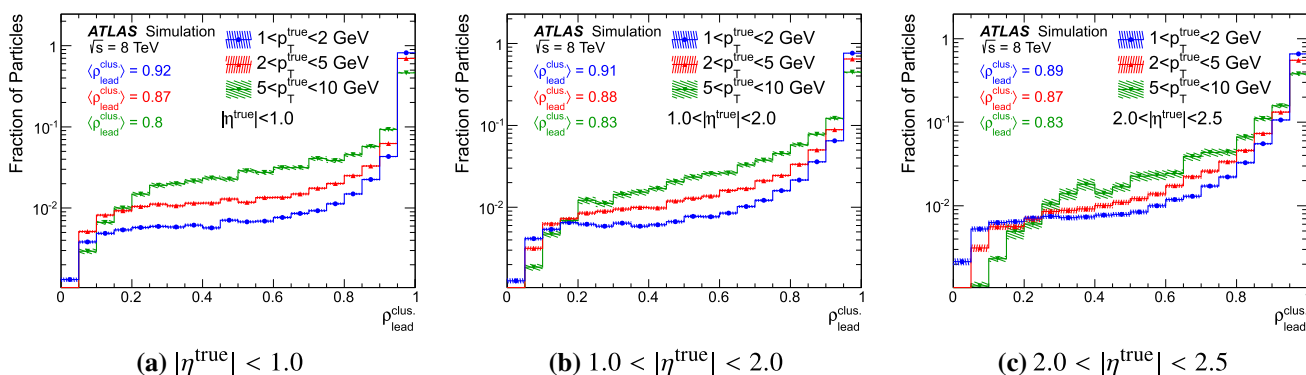 Fraction of Particles
ATLAS Simulation
√s = 8 TeV
⟨ρ_lead^clus.⟩ = 0.92
⟨ρ_lead^clus.⟩ = 0.87
⟨ρ_lead^clus.⟩ = 0.8
1<p_T^true<2 GeV
2<p_T^true<5 GeV
5<p_T^true<10 GeV
|η^true|<1.0
1
10^-1
10^-2
0 0.2 0.4 0.6 0.8 1
ρ_lead^clus.
(a) |η^true| < 1.0
Fraction of Particles
ATLAS Simulation
√s = 8 TeV
⟨ρ_lead^clus.⟩ = 0.91
⟨ρ_lead^clus.⟩ = 0.88
⟨ρ_lead^clus.⟩ = 0.83
1<p_T^true<2 GeV
2<p_T^true<5 GeV
5<p_T^true<10 GeV
1.0<|η^true|<2.0
1
10^-1
10^-2
0 0.2 0.4 0.6 0.8 1
ρ_lead^clus.
(b) 1.0 < |η^true| < 2.0
Fraction of Particles
ATLAS Simulation
√s = 8 TeV
⟨ρ_lead^clus.⟩ = 0.89
⟨ρ_lead^clus.⟩ = 0.87
⟨ρ_lead^clus.⟩ = 0.83
1<p_T^true<2 GeV
2<p_T^true<5 GeV
5<p_T^true<10 GeV
2.0<|η^true|<2.5
1
10^-1
10^-2
0 0.2 0.4 0.6 0.8 1
ρ_lead^clus.
(c) 2.0 < |η^true| < 2.5